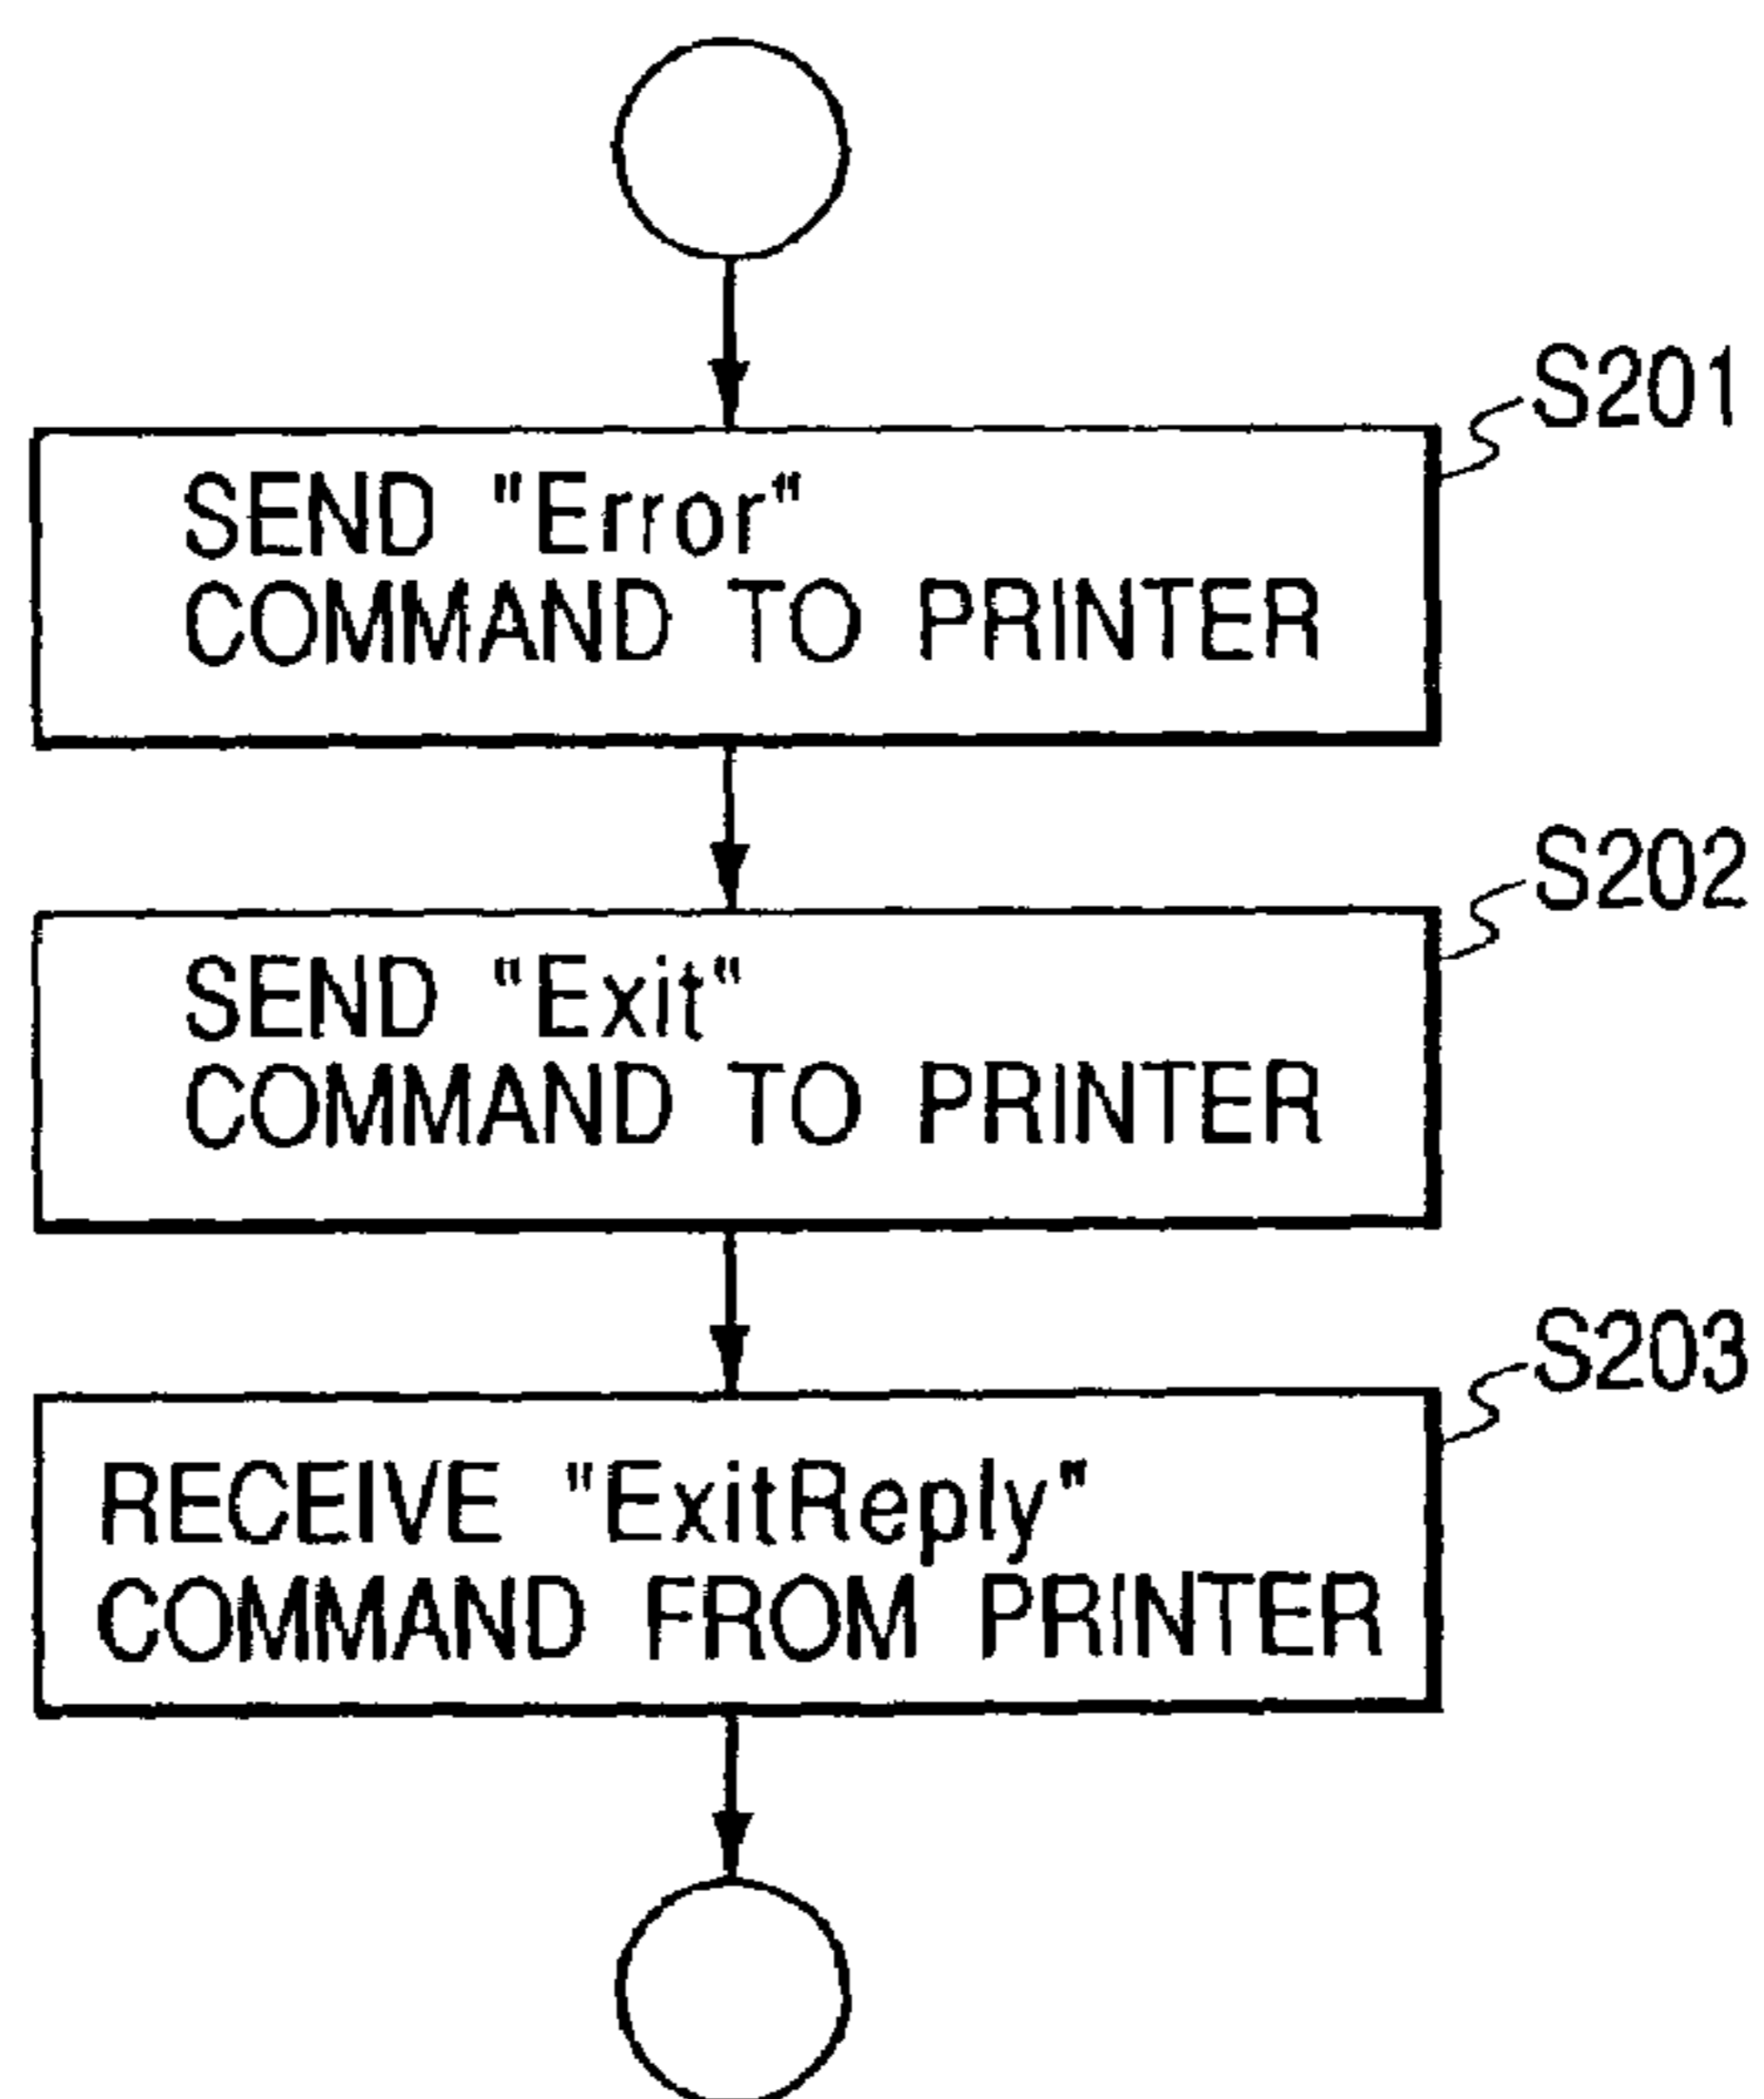 S201
SEND "Error"
COMMAND TO PRINTER
S202
SEND "Exit"
COMMAND TO PRINTER
S203
RECEIVE "ExitReply"
COMMAND FROM PRINTER